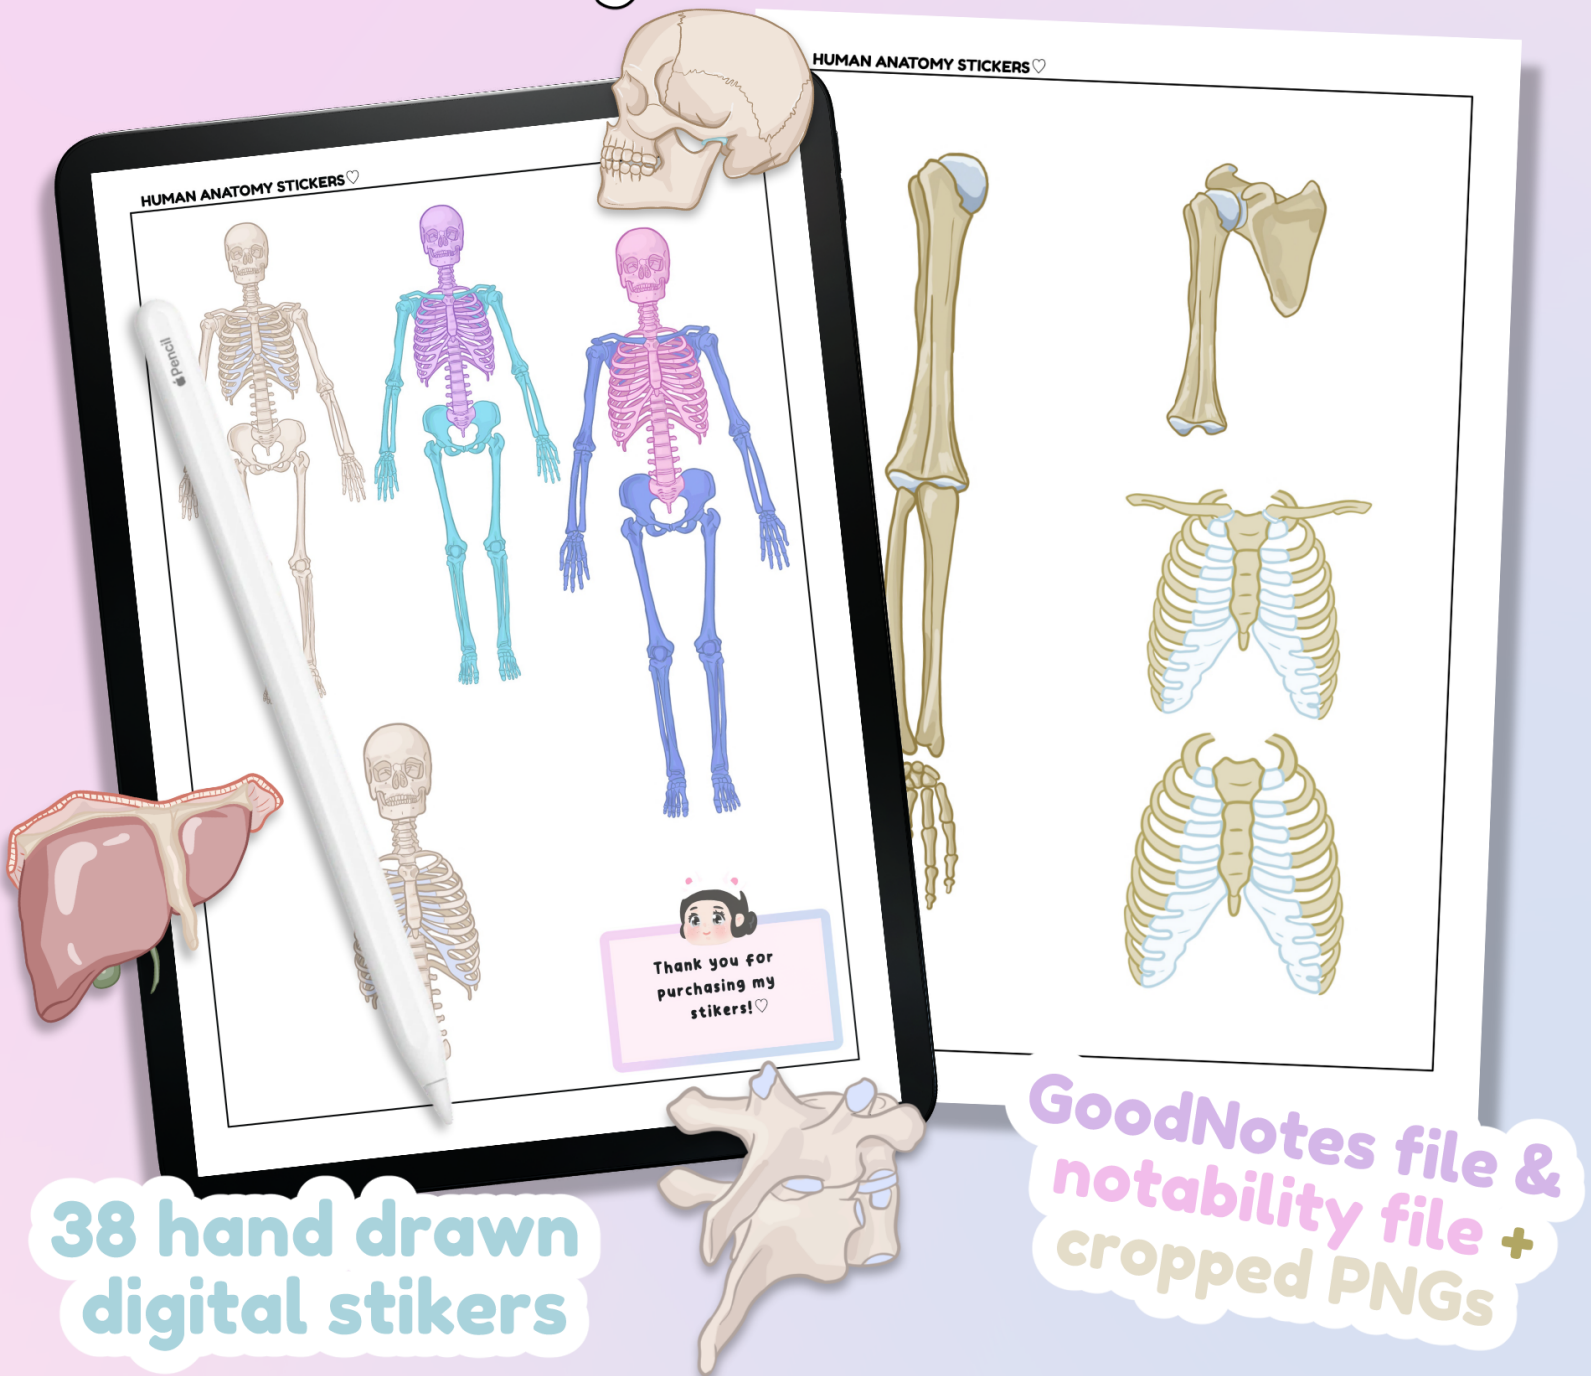 HUMAN ANATOMY STICKERS♡
HUMAN ANATOMY STICKERS♡
Pencil
Thank you for
purchasing my
stikers!♡
38 hand drawn
digital stikers
GoodNotes file &
notability file +
cropped PNGs